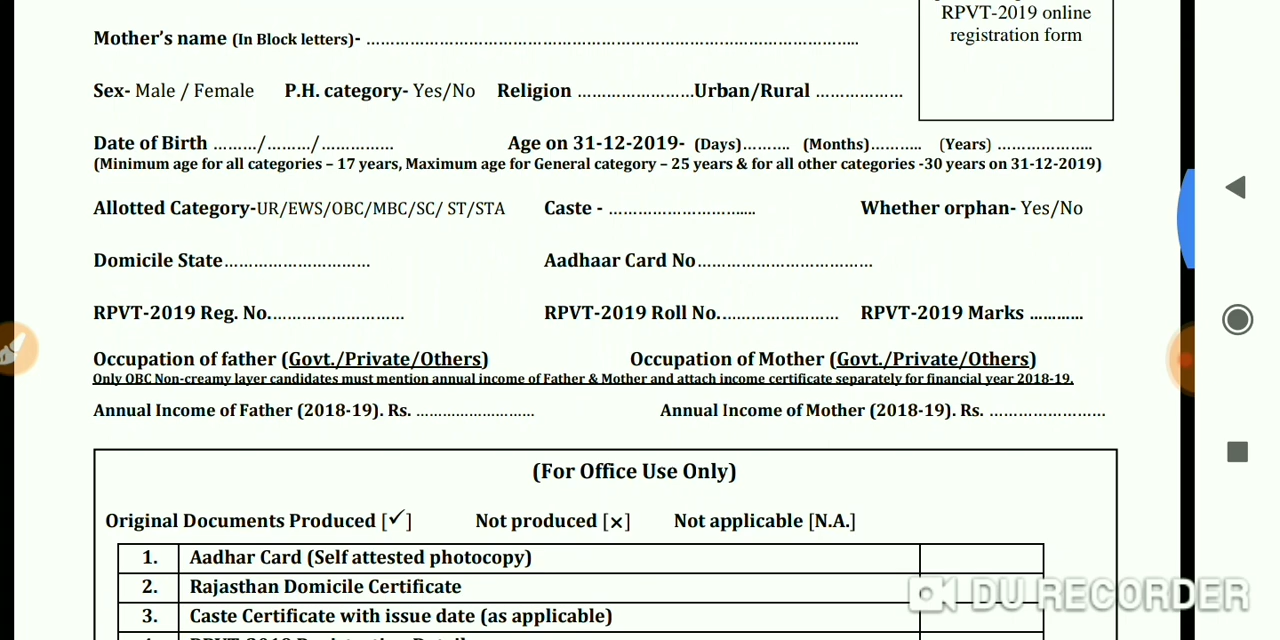 RPVT-2019 online
registration form
Mother's name (In Block letters)- ……………………………………………………………………………..
Sex- Male / Female P.H. category- Yes/No Religion …………………Urban/Rural ………………
Date of Birth ……../………/……………. Age on 31-12-2019- (Days)………. (Months)……….. (Years) ………………..
(Minimum age for all categories – 17 years, Maximum age for General category – 25 years & for all other categories -30 years on 31-12-2019)
Allotted Category-UR/EWS/OBC/MBC/SC/ ST/STA Caste - …………………….... Whether orphan- Yes/No
Domicile State………………………. Aadhaar Card No……………………………
RPVT-2019 Reg. No.…………………… RPVT-2019 Roll No.………………… RPVT-2019 Marks ............
Occupation of father (Govt./Private/Others) Occupation of Mother (Govt./Private/Others)
Only OBC Non-creamy layer candidates must mention annual income of Father & Mother and attach income certificate separately for financial year 2018-19.
Annual Income of Father (2018-19). Rs. …………………… Annual Income of Mother (2018-19). Rs. ……………………
(For Office Use Only)
Original Documents Produced [✓] Not produced [×] Not applicable [N.A.]
1. Aadhar Card (Self attested photocopy)
2. Rajasthan Domicile Certificate
3. Caste Certificate with issue date (as applicable)
DU RECORDER